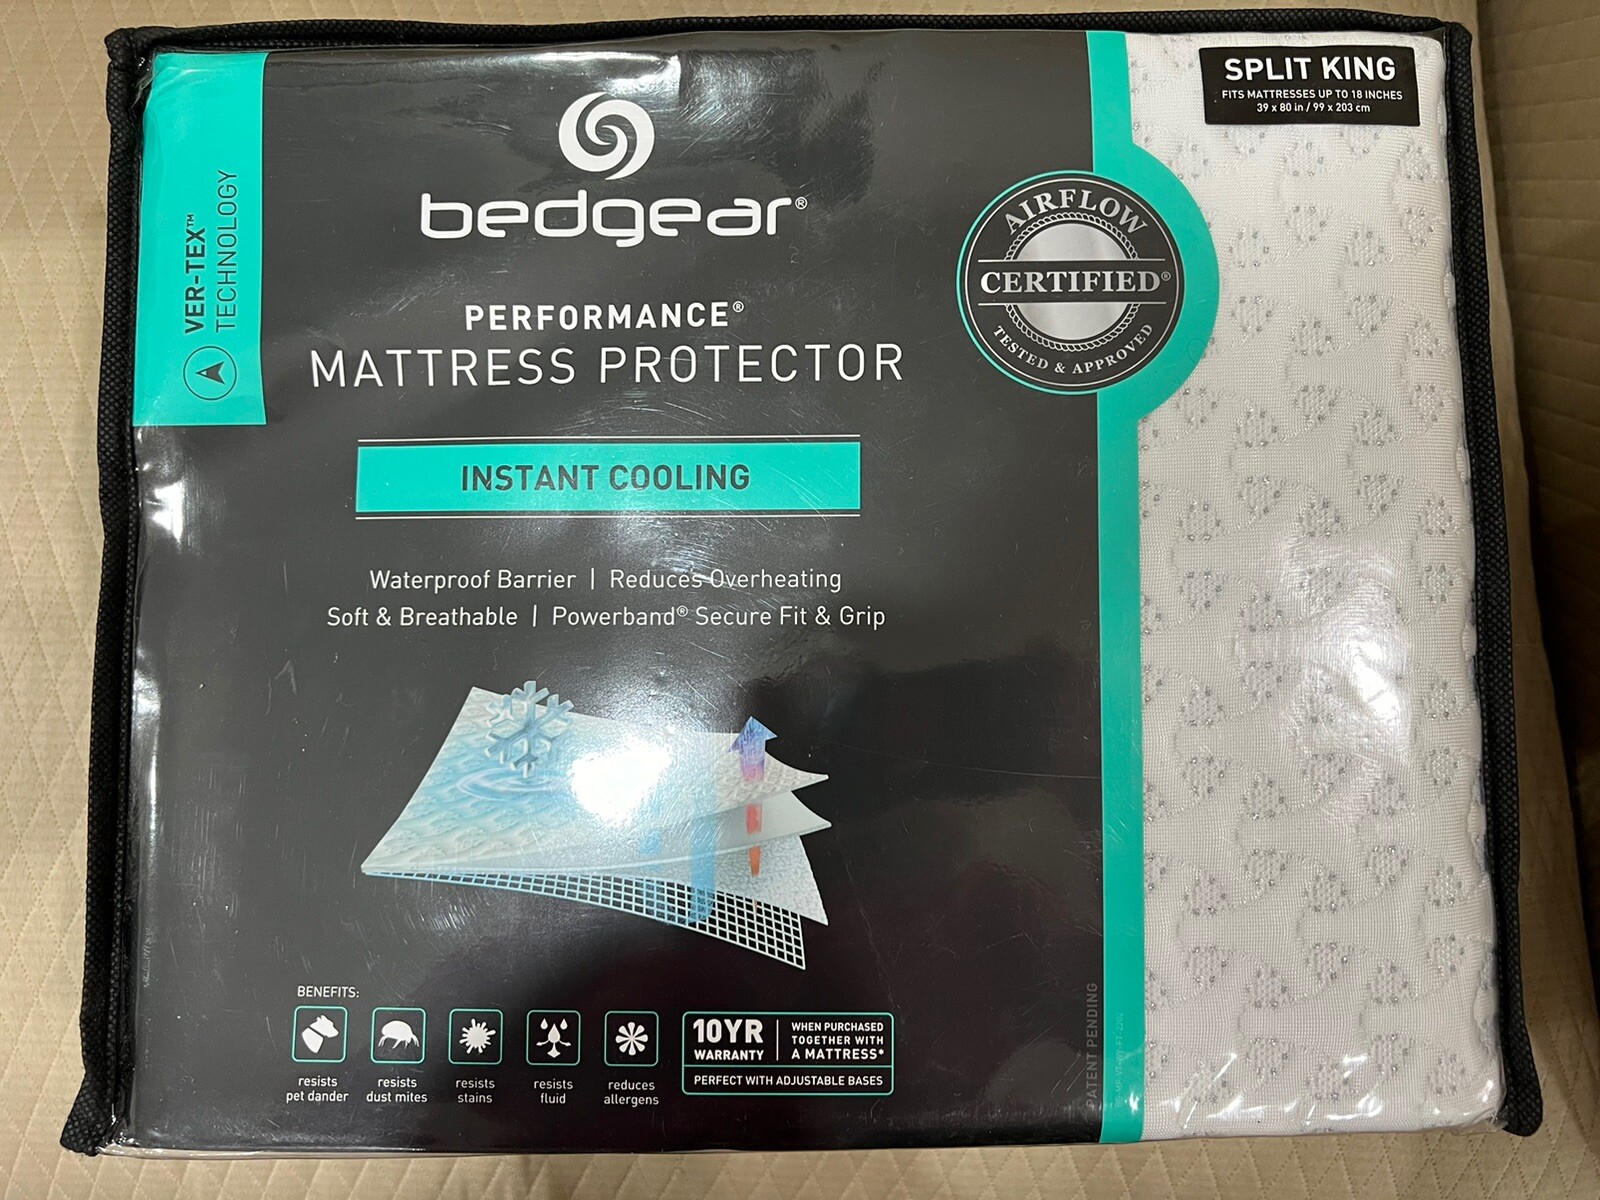 SPLIT KING
FITS MATTRESSES UP TO 18 INCHES
39 x 80 in / 99 x 203 cm
VER-TEX™
TECHNOLOGY
bedgear®
AIRFLOW
CERTIFIED®
TESTED & APPROVED
PERFORMANCE®
MATTRESS PROTECTOR
INSTANT COOLING
Waterproof Barrier | Reduces Overheating
Soft & Breathable | Powerband® Secure Fit & Grip
BENEFITS:
resists
pet dander
resists
dust mites
resists
stains
resists
fluid
reduces
allergens
10YR
WARRANTY
WHEN PURCHASED
TOGETHER WITH
A MATTRESS*
PERFECT WITH ADJUSTABLE BASES
PATENT PENDING